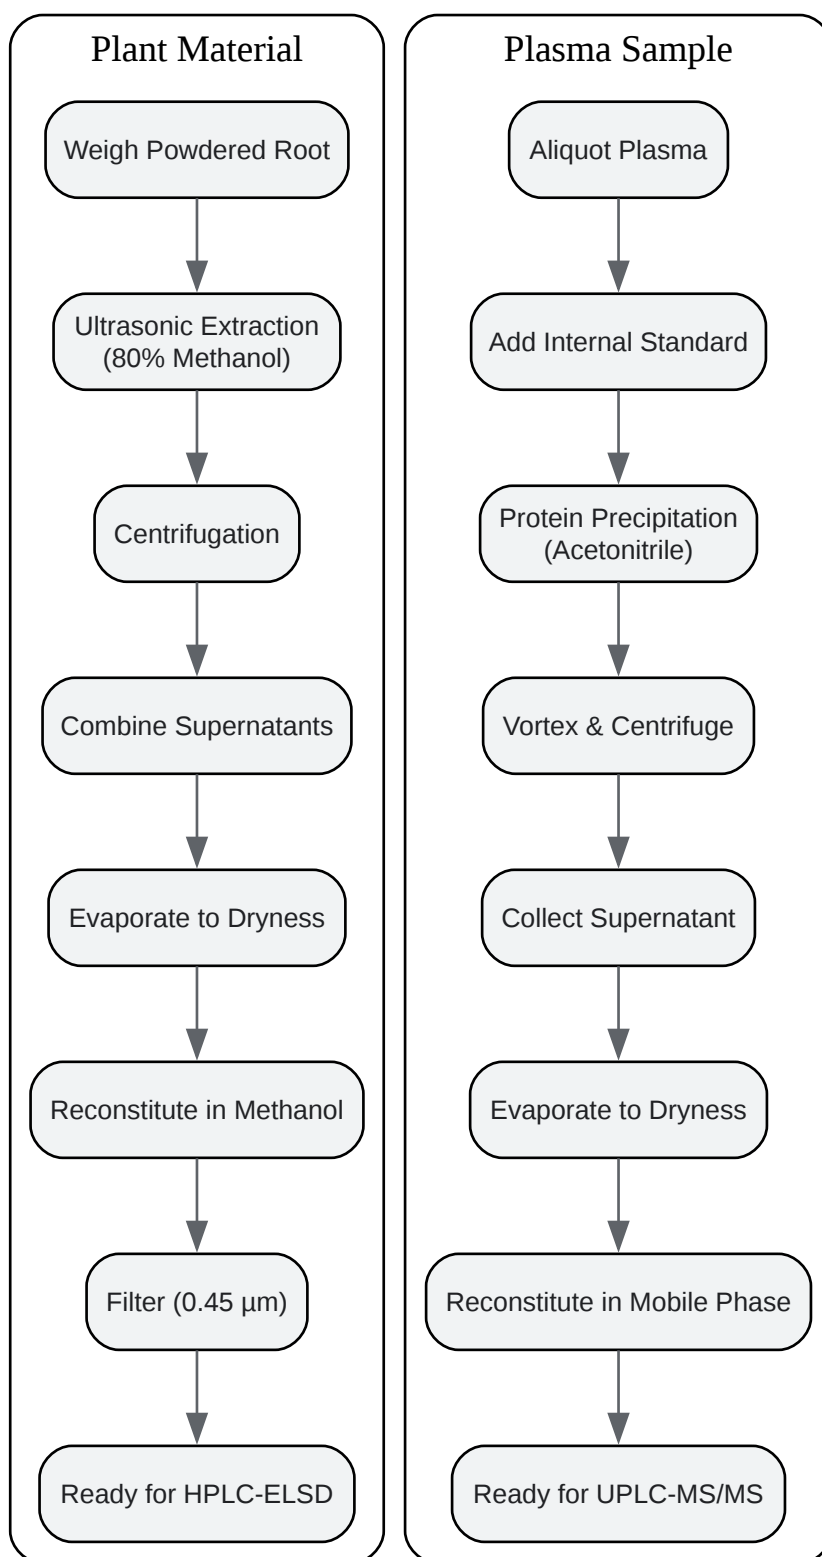 Plant Material
Weigh Powdered Root
Ultrasonic Extraction
(80% Methanol)
Centrifugation
Combine Supernatants
Evaporate to Dryness
Reconstitute in Methanol
Filter (0.45 µm)
Ready for HPLC-ELSD
Plasma Sample
Aliquot Plasma
Add Internal Standard
Protein Precipitation
(Acetonitrile)
Vortex & Centrifuge
Collect Supernatant
Evaporate to Dryness
Reconstitute in Mobile Phase
Ready for UPLC-MS/MS